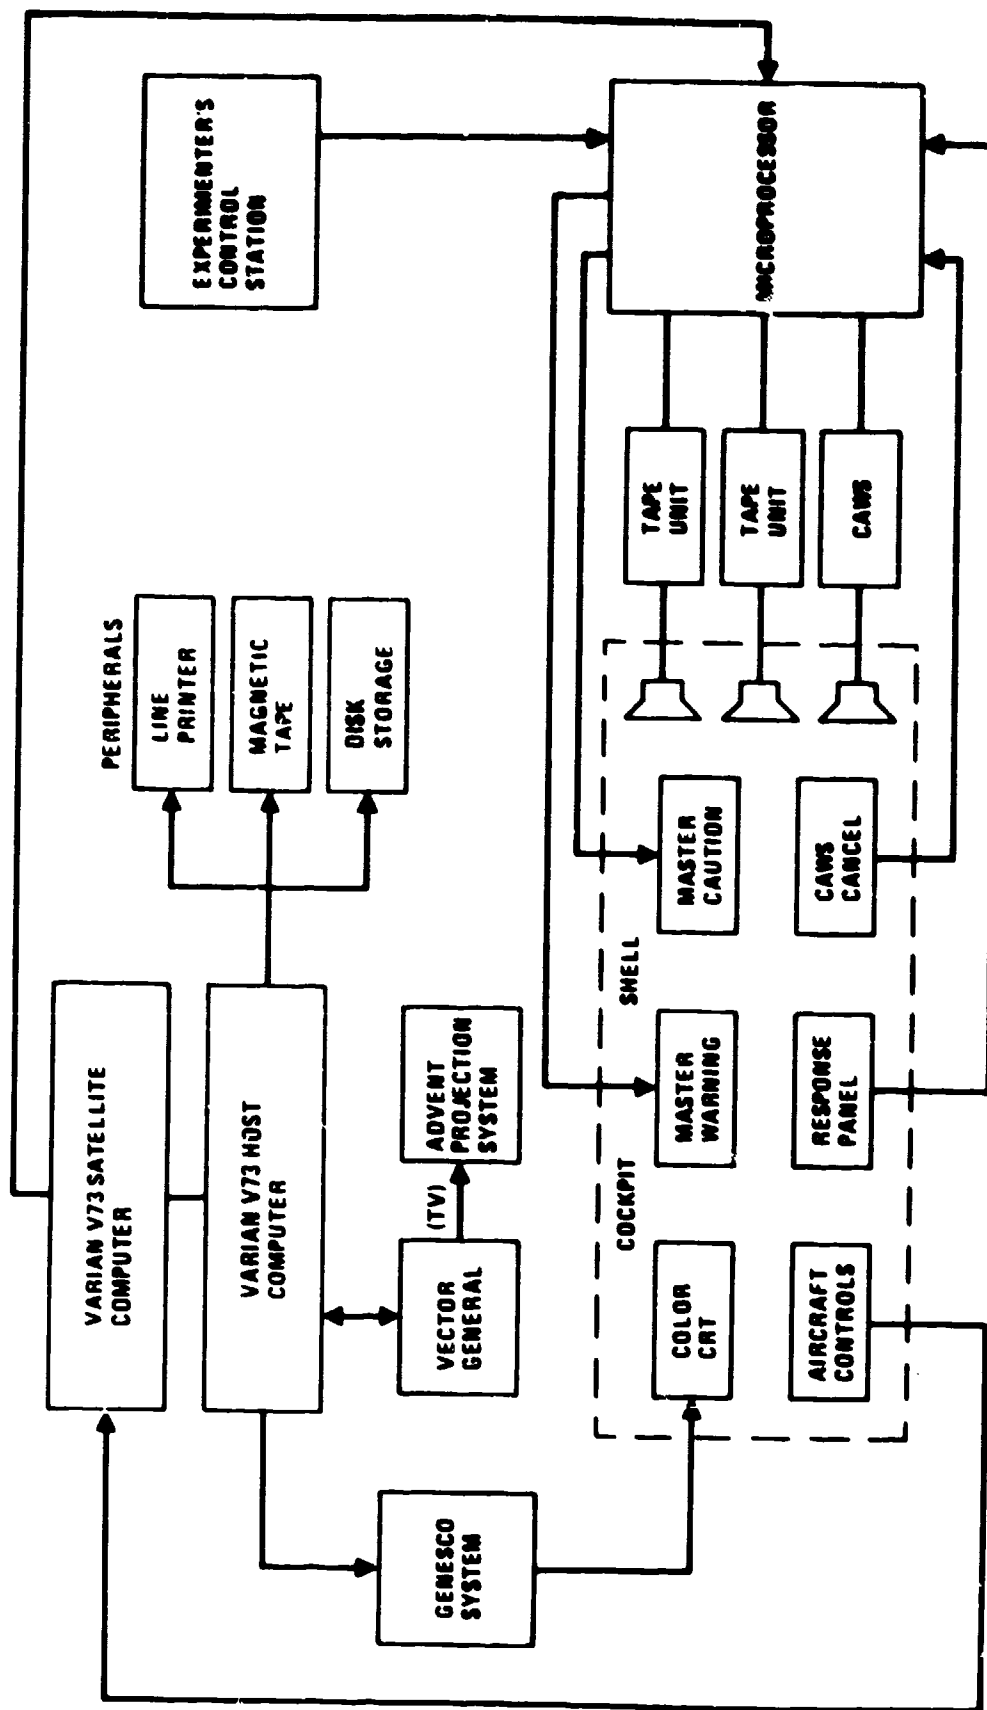 VARIAN V73 SATELLITE
COMPUTER
VARIAN V73 HOST
COMPUTER
PERIPHERALS
LINE
PRINTER
MAGNETIC
TAPE
DISK
STORAGE
EXPERIMENTER'S
CONTROL
STATION
GENESCO
SYSTEM
VECTOR
GENERAL
(TV)
ADVENT
PROJECTION
SYSTEM
COCKPIT
SHELL
COLOR
CRT
MASTER
WARNING
MASTER
CAUTION
AIRCRAFT
CONTROLS
RESPONSE
PANEL
CAWS
CANCEL
TAPE
UNIT
TAPE
UNIT
CAWS
MICROPROCESSOR